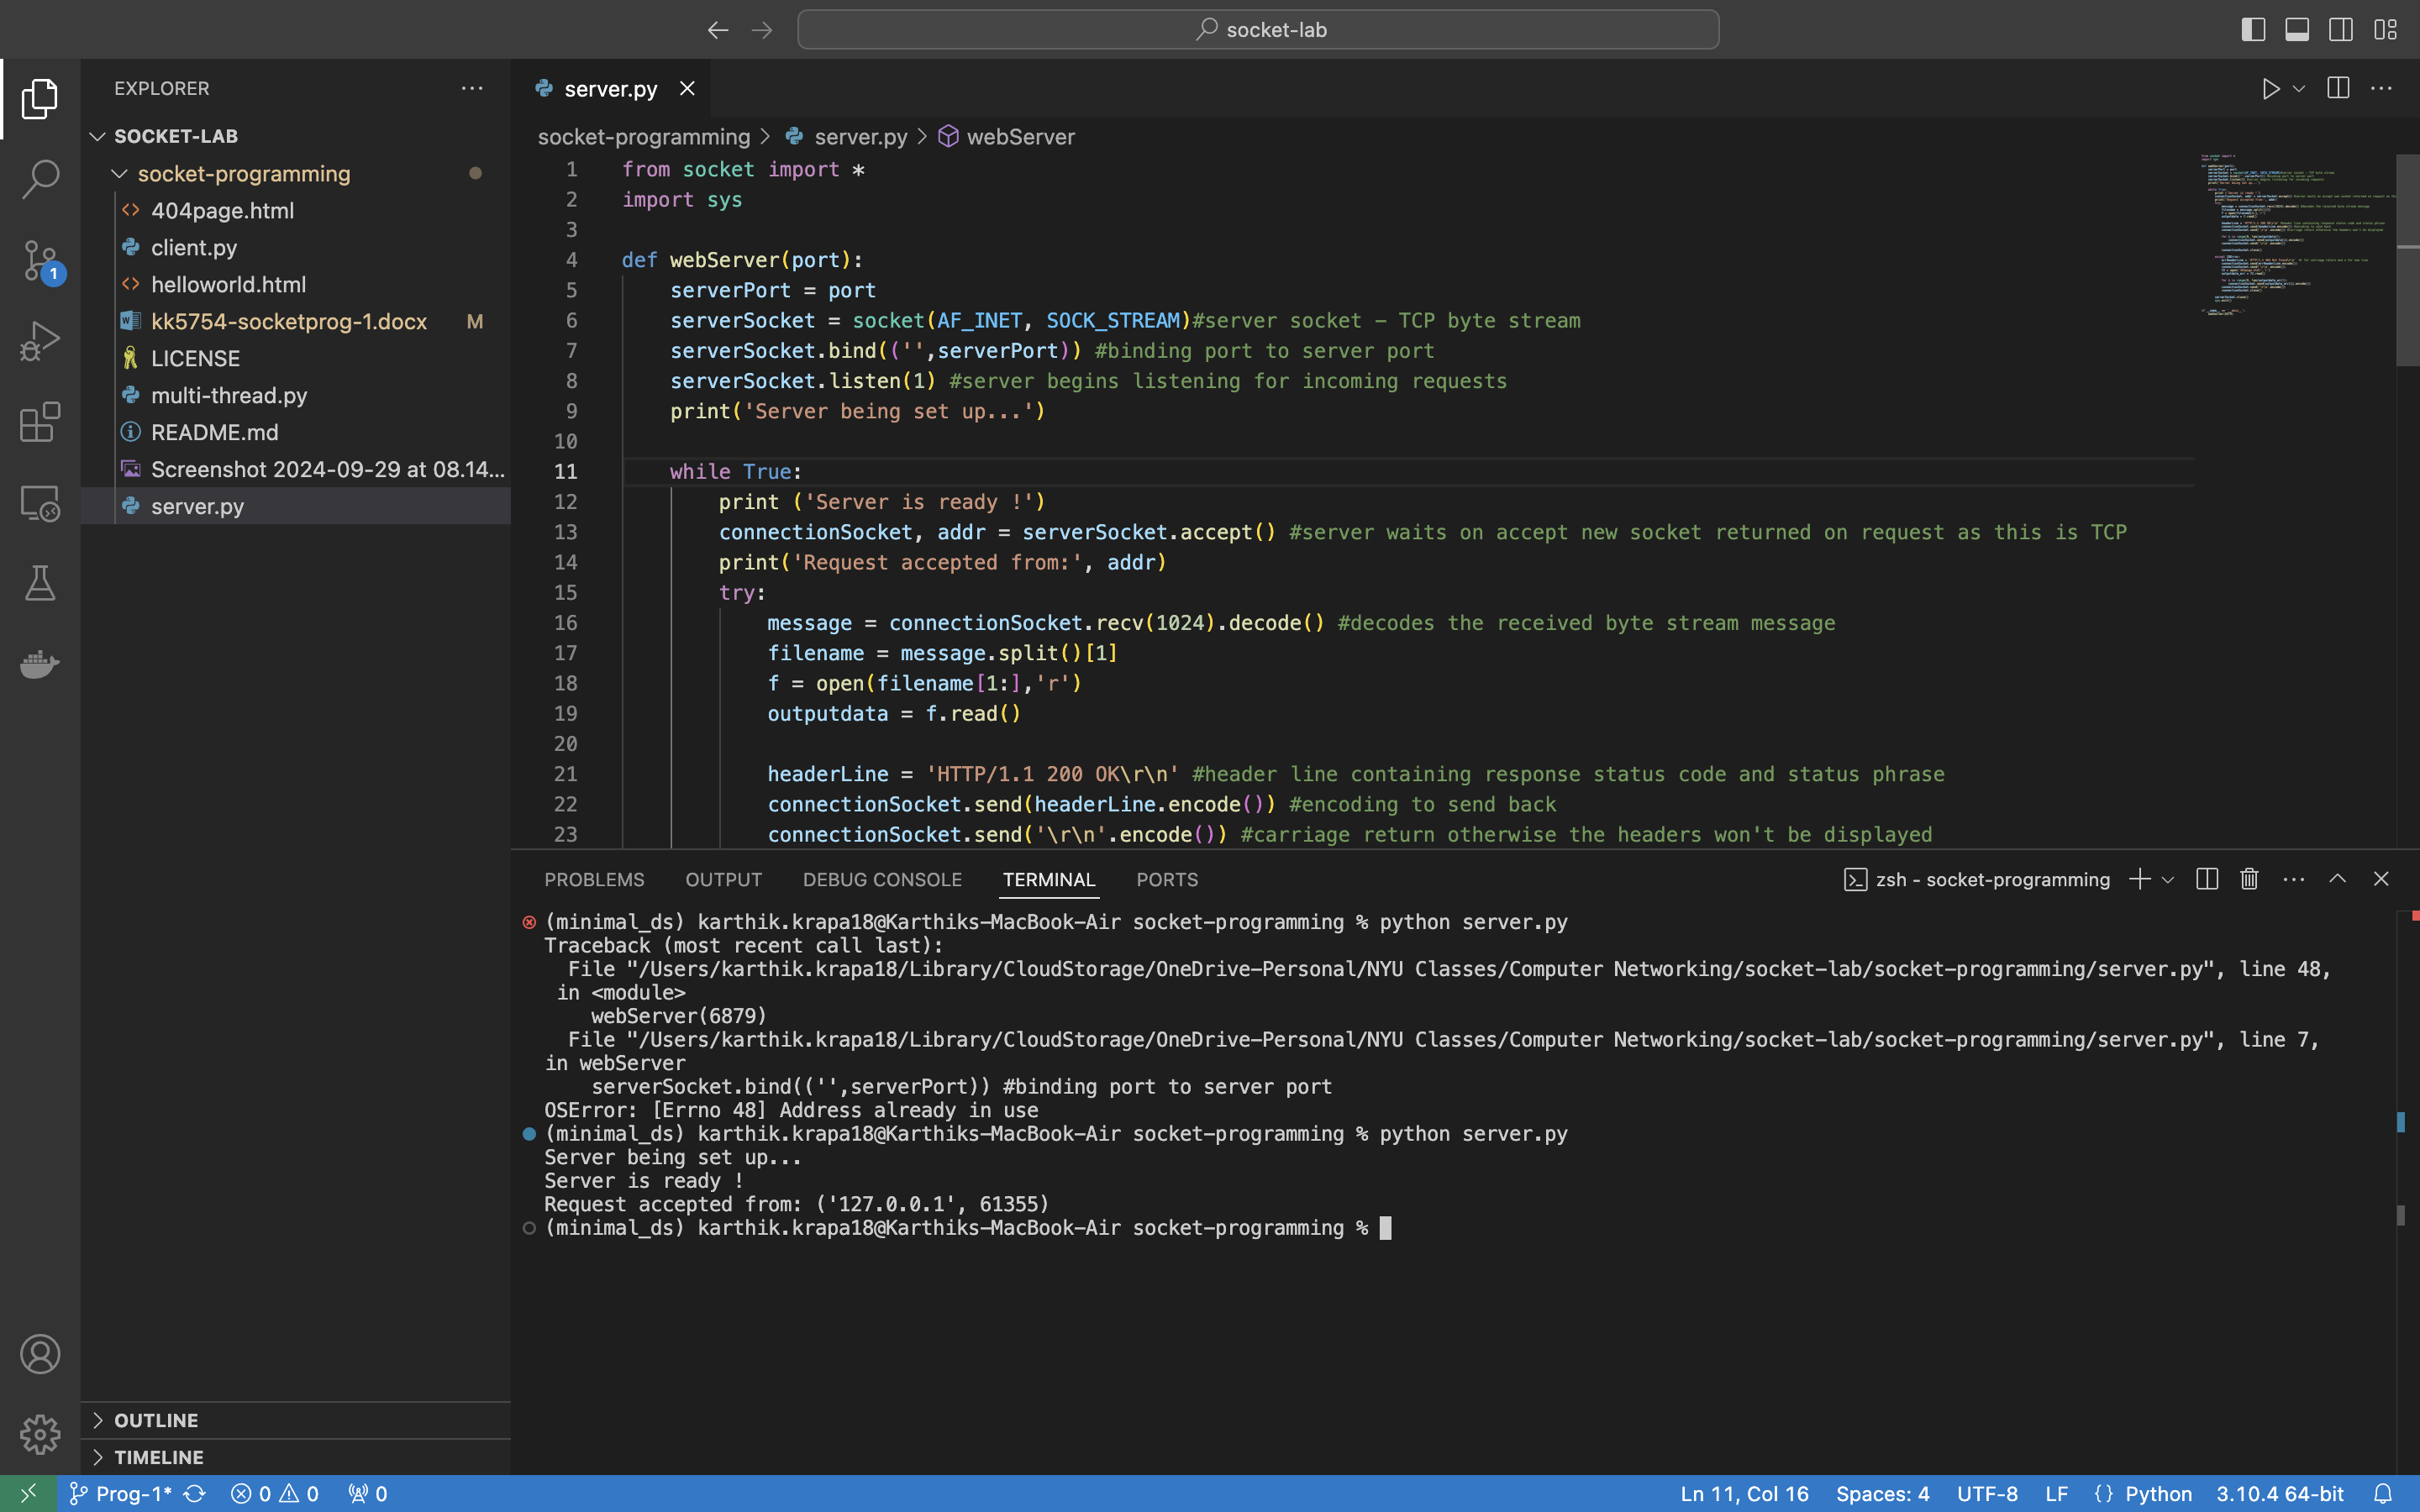 socket-lab
EXPLORER
SOCKET-LAB
socket-programming
404page.html
client.py
1
helloworld.html
kk5754-socketprog-1.docx M
LICENSE
multi-thread.py
README.md
Screenshot 2024-09-29 at 08.14...
server.py
OUTLINE
TIMELINE
server.py
socket-programming > server.py > webServer
1 from socket import *
2 import sys
3
4 def webServer(port):
5     serverPort = port
6     serverSocket = socket(AF_INET, SOCK_STREAM)#server socket - TCP byte stream
7     serverSocket.bind(('',serverPort)) #binding port to server port
8     serverSocket.listen(1) #server begins listening for incoming requests
9     print('Server being set up...')
10
11     while True:
12         print ('Server is ready !')
13         connectionSocket, addr = serverSocket.accept() #server waits on accept new socket returned on request as this is TCP
14         print('Request accepted from:', addr)
15         try:
16             message = connectionSocket.recv(1024).decode() #decodes the received byte stream message
17             filename = message.split()[1]
18             f = open(filename[1:],'r')
19             outputdata = f.read()
20
21             headerLine = 'HTTP/1.1 200 OK\r\n' #header line containing response status code and status phrase
22             connectionSocket.send(headerLine.encode()) #encoding to send back
23             connectionSocket.send('\r\n'.encode()) #carriage return otherwise the headers won't be displayed
PROBLEMS OUTPUT DEBUG CONSOLE TERMINAL PORTS
zsh - socket-programming
(minimal_ds) karthik.krapa18@Karthiks-MacBook-Air socket-programming % python server.py
Traceback (most recent call last):
  File "/Users/karthik.krapa18/Library/CloudStorage/OneDrive-Personal/NYU Classes/Computer Networking/socket-lab/socket-programming/server.py", line 48,
 in <module>
    webServer(6879)
  File "/Users/karthik.krapa18/Library/CloudStorage/OneDrive-Personal/NYU Classes/Computer Networking/socket-lab/socket-programming/server.py", line 7,
in webServer
    serverSocket.bind(('',serverPort)) #binding port to server port
OSError: [Errno 48] Address already in use
(minimal_ds) karthik.krapa18@Karthiks-MacBook-Air socket-programming % python server.py
Server being set up...
Server is ready !
Request accepted from: ('127.0.0.1', 61355)
(minimal_ds) karthik.krapa18@Karthiks-MacBook-Air socket-programming %
Prog-1* 0 0 0
Ln 11, Col 16 Spaces: 4 UTF-8 LF {} Python 3.10.4 64-bit